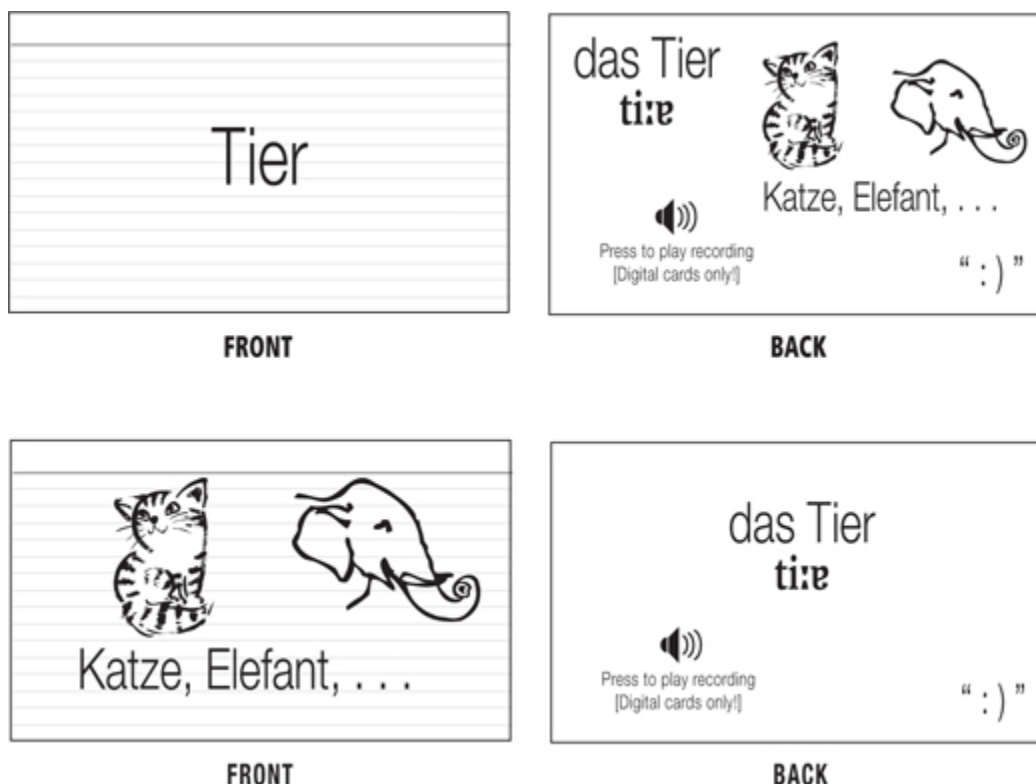 Tier
FRONT
das Tier
tiːɐ
Katze, Elefant, . . .
Press to play recording
[Digital cards only!]
“ : ) ”
BACK
Katze, Elefant, . . .
FRONT
das Tier
tiːɐ
Press to play recording
[Digital cards only!]
“ : ) ”
BACK